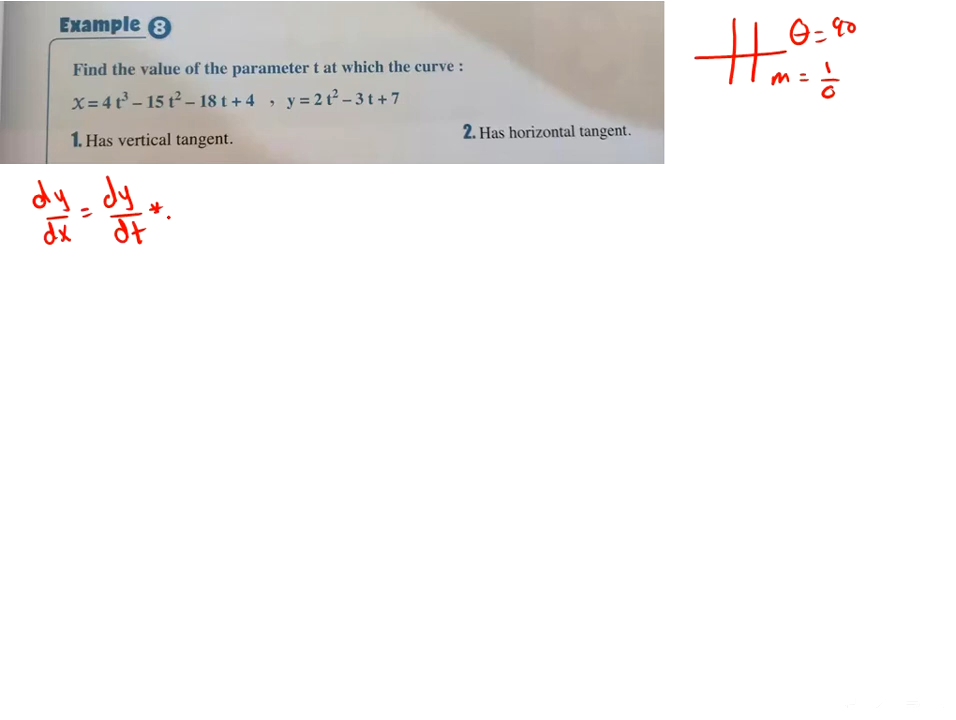 Example 8
Find the value of the parameter t at which the curve :
x = 4 t³ – 15 t² – 18 t + 4 , y = 2 t² – 3 t + 7
1. Has vertical tangent.
2. Has horizontal tangent.
θ = 90
m = 1/0
dy/dx = dy/dt * .